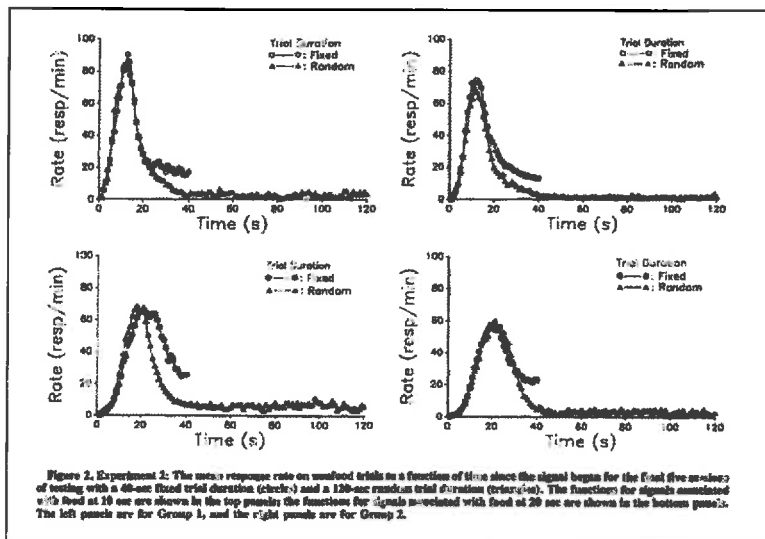 Trial Duration
: Fixed
: Random
Rate (resp/min)
100
80
60
40
20
0
0 20 40 60 80 100 120
Time (s)
Trial Duration
: Fixed
: Random
Rate (resp/min)
100
80
60
40
20
0
0 20 40 60 80 100 120
Time (s)
Trial Duration
: Fixed
: Random
Rate (resp/min)
100
80
60
40
20
0
0 20 40 60 80 100 120
Time (s)
Trial Duration
: Fixed
: Random
Rate (resp/min)
100
80
60
40
20
0
0 20 40 60 80 100 120
Time (s)
Figure 2. Experiment 2: The mean response rate on nonfood trials as a function of time since the signal began for the final five sessions
of testing with a 40-sec fixed trial duration (circles) and a 120-sec random trial duration (triangles). The functions for signals associated
with food at 10 sec are shown in the top panels; the functions for signals associated with food at 20 sec are shown in the bottom panels.
The left panels are for Group 1, and the right panels are for Group 2.